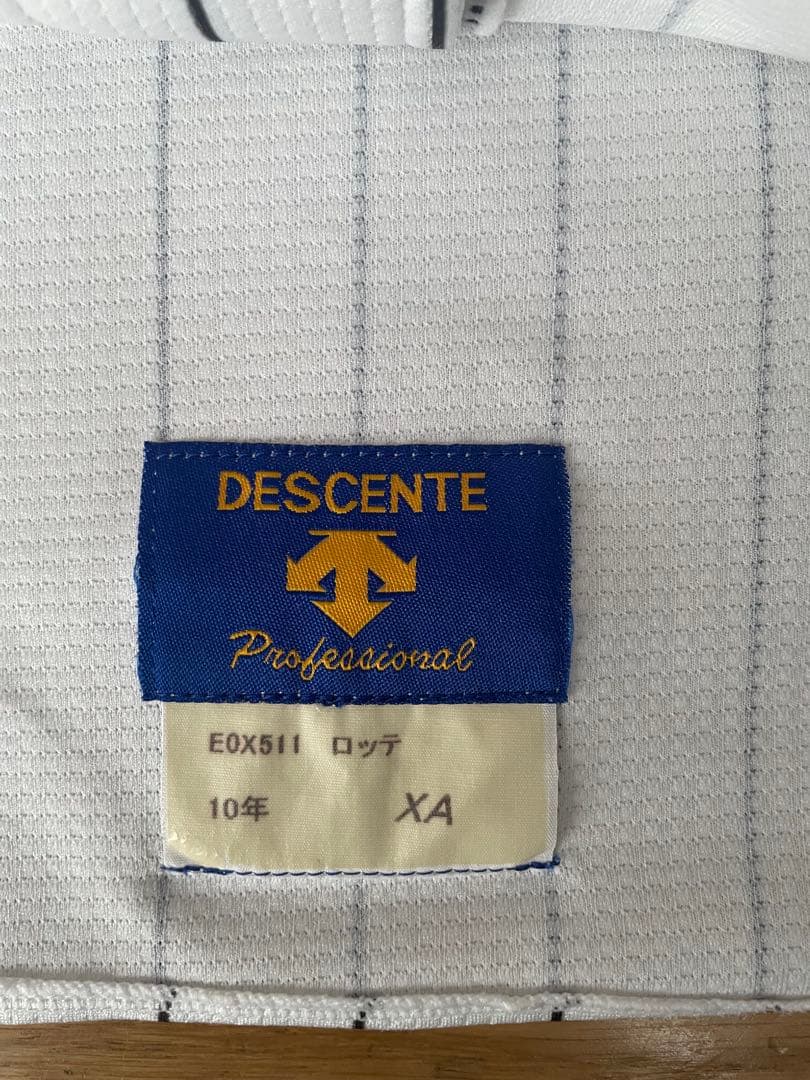 DESCENTE
Professional
E0X511 ロッテ
10年 XA